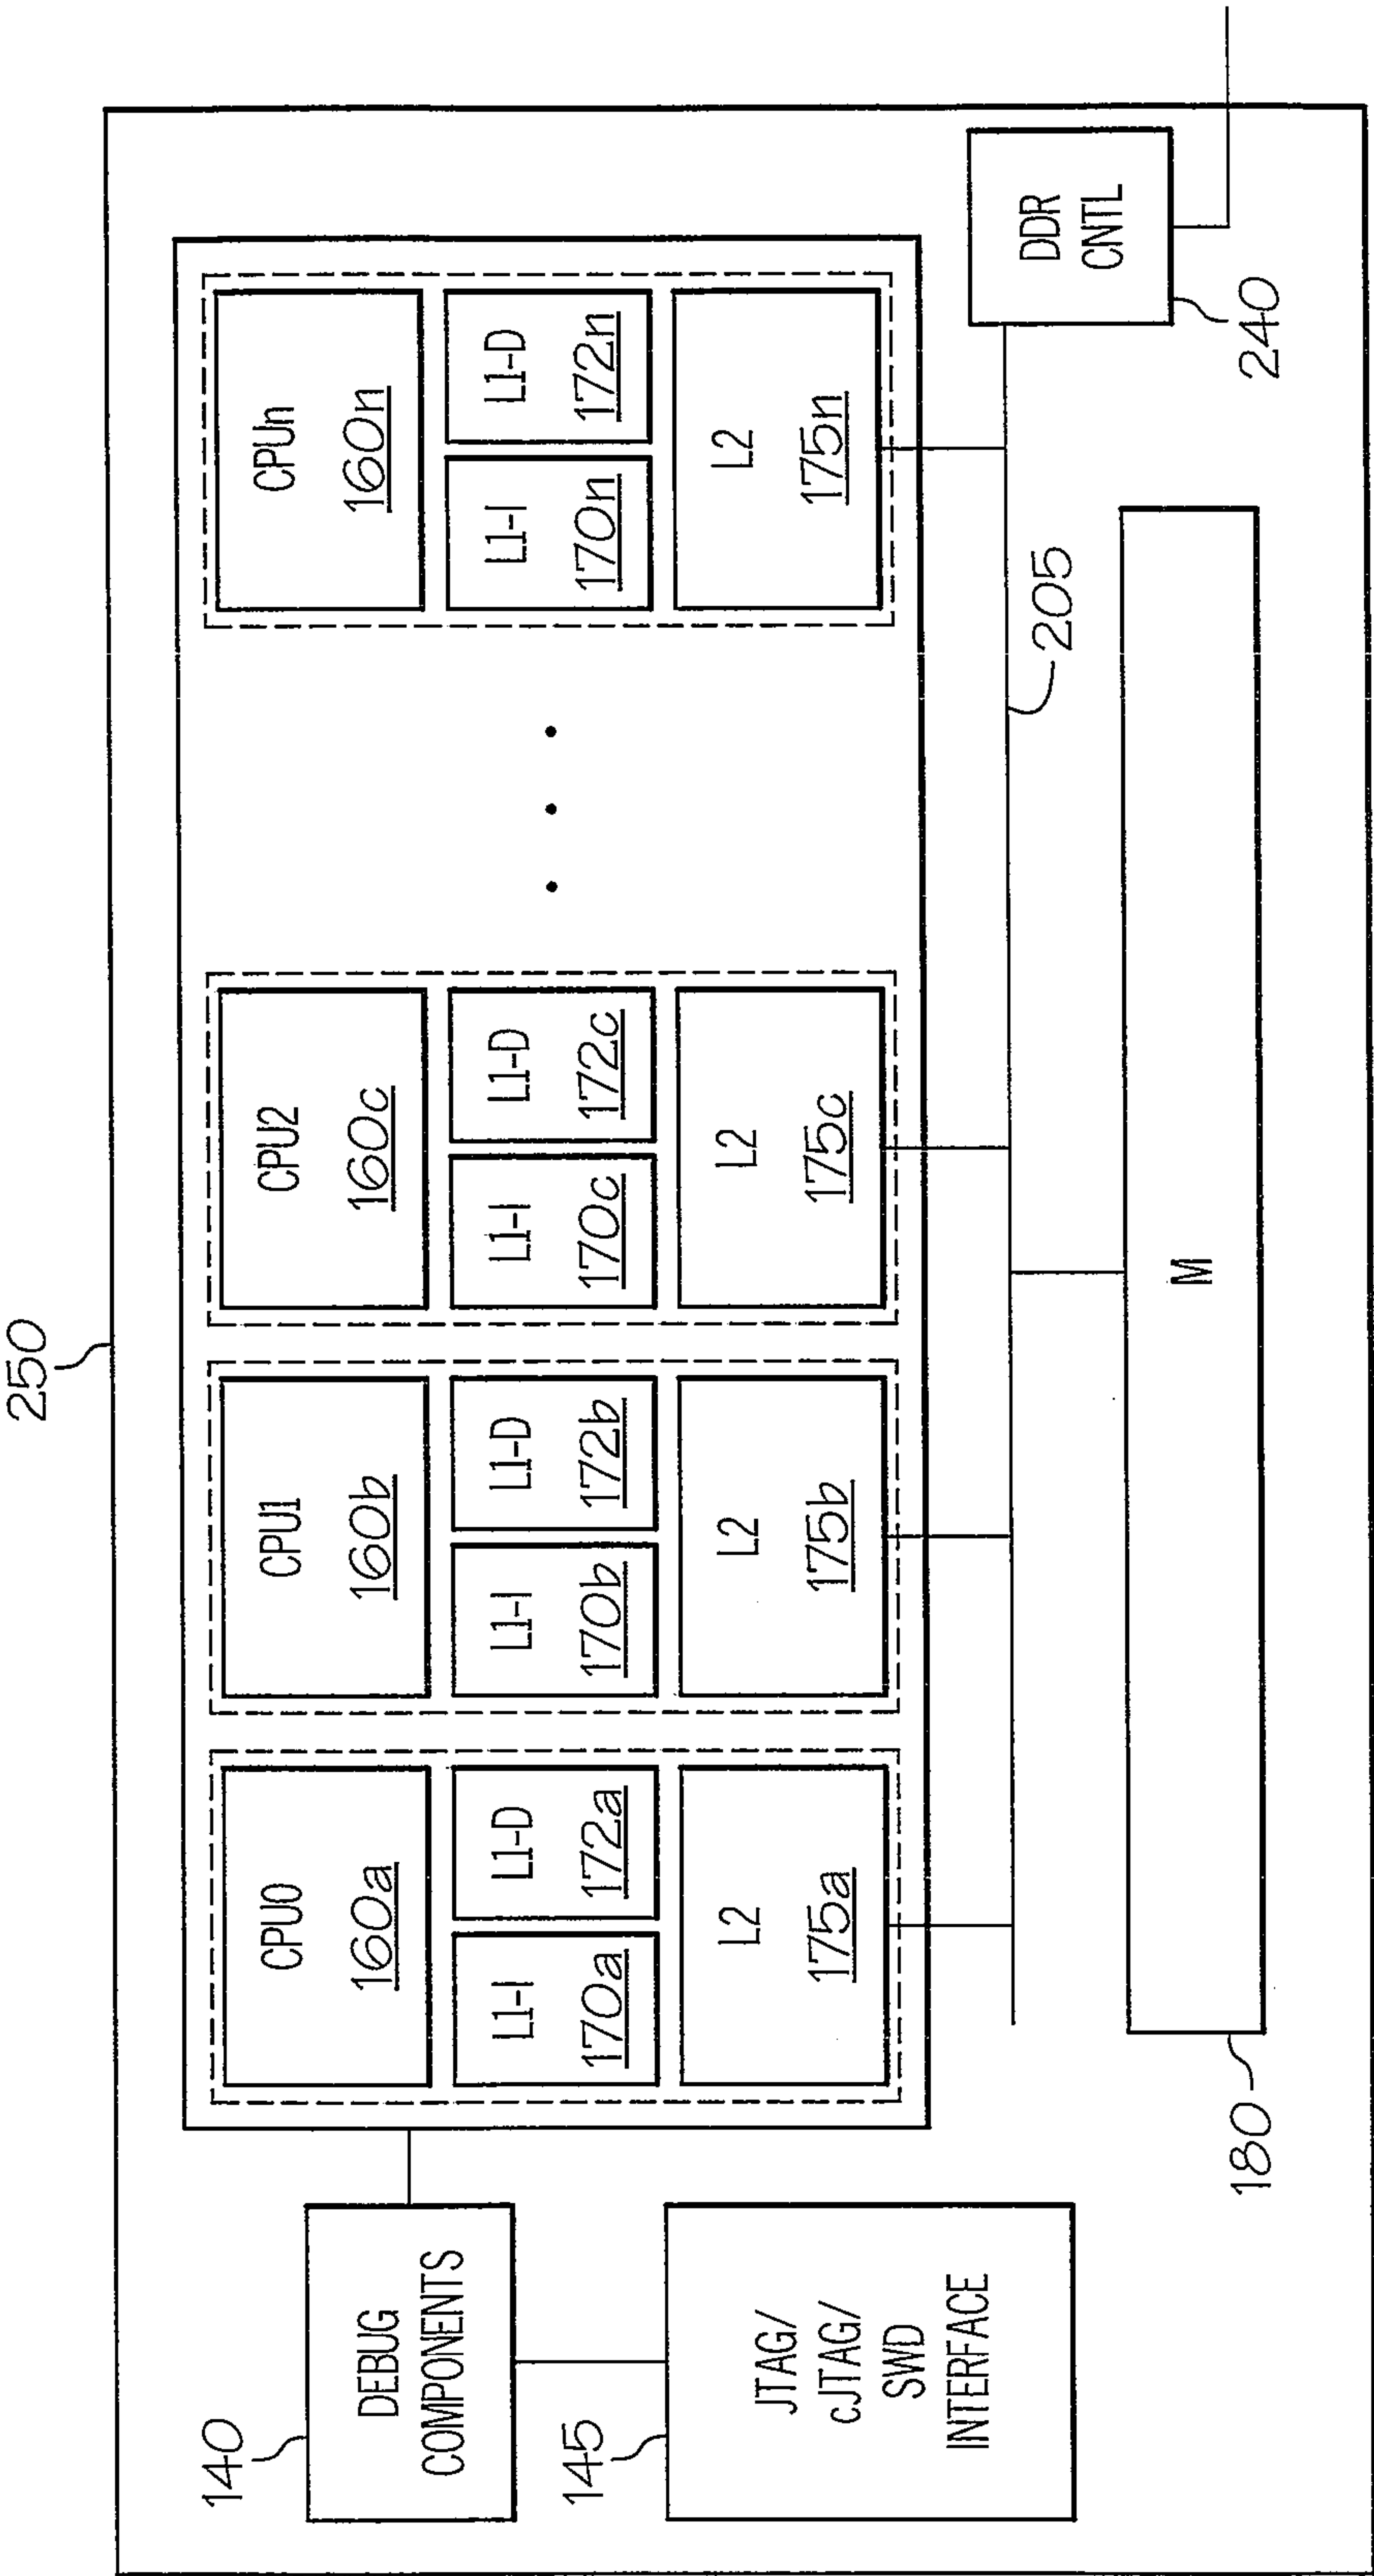 250
CPU0
160a
L1-I
170a
L1-D
172a
L2
175a
CPU1
160b
L1-I
170b
L1-D
172b
L2
175b
CPU2
160c
L1-I
170c
L1-D
172c
L2
175c
CPUn
160n
L1-I
170n
L1-D
172n
L2
175n
140
DEBUG
COMPONENTS
145
JTAG/
cJTAG/
SWD
INTERFACE
205
DDR
CNTL
240
M
180